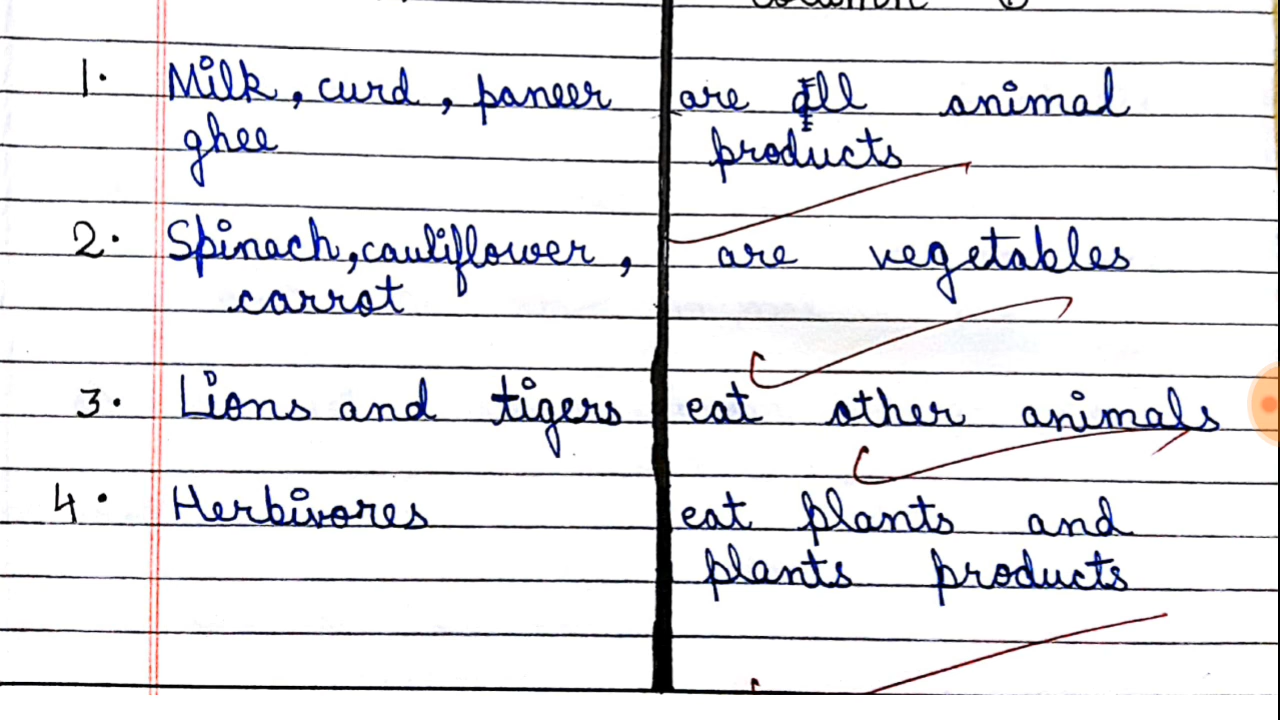 1. Milk, curd, paneer are all animal
ghee products
2. Spinach, cauliflower, are vegetables
carrot
3. Lions and tigers eat other animals
4. Herbivores eat plants and
plants products